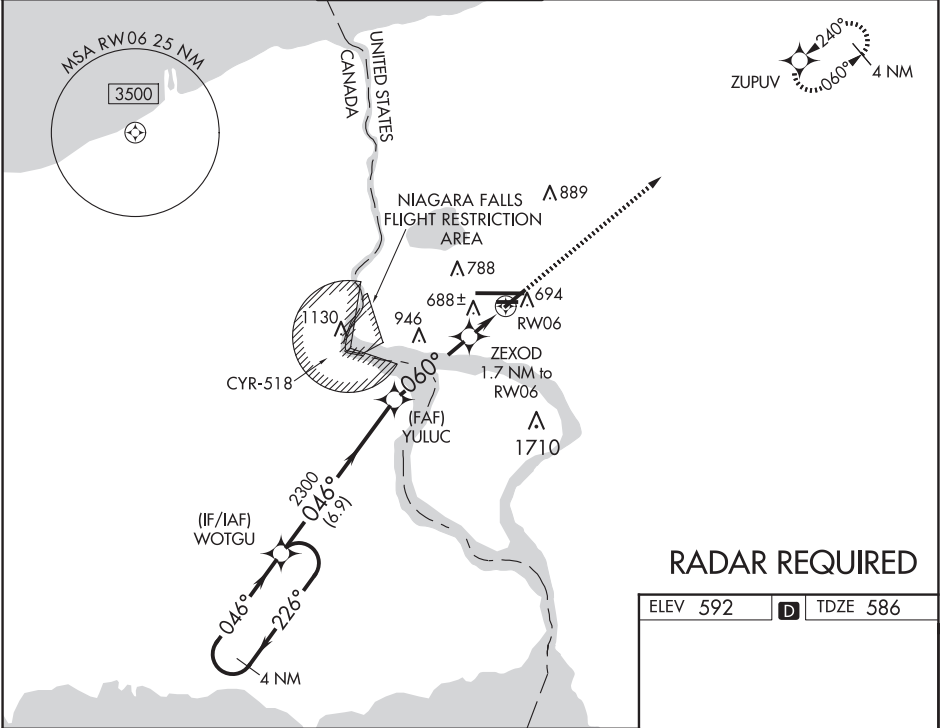 MSA RW06 25 NM
3500
UNITED STATES
CANADA
240°
060°
4 NM
ZUPUV
NIAGARA FALLS
FLIGHT RESTRICTION
AREA
889
788
688±
694
RW06
1130
946
ZEXOD
1.7 NM to
RW06
CYR-518
060°
(FAF)
YULUC
1710
2300
046°
(6.9)
(IF/IAF)
WOTGU
046°
226°
4 NM
RADAR REQUIRED
ELEV 592 D TDZE 586